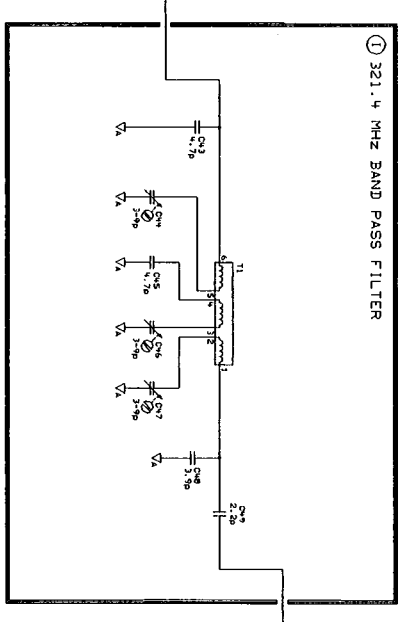 I 321.4 MHz BAND PASS FILTER
T1
6
5
4
3
2
1
C43
4.7p
A
C44
3-9p
A
C45
4.7p
A
C46
3-9p
A
C47
3-9p
A
C48
3.9p
A
C49
2.2p